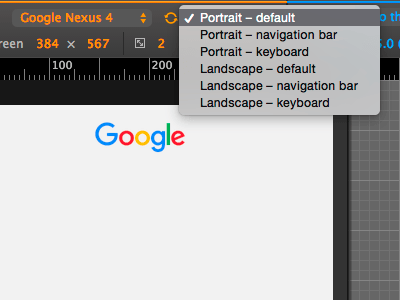 Google Nexus 4
✓ Portrait – default
Portrait – navigation bar
Portrait – keyboard
Landscape – default
Landscape – navigation bar
Landscape – keyboard
reen 384 × 567 2
100 200
Google